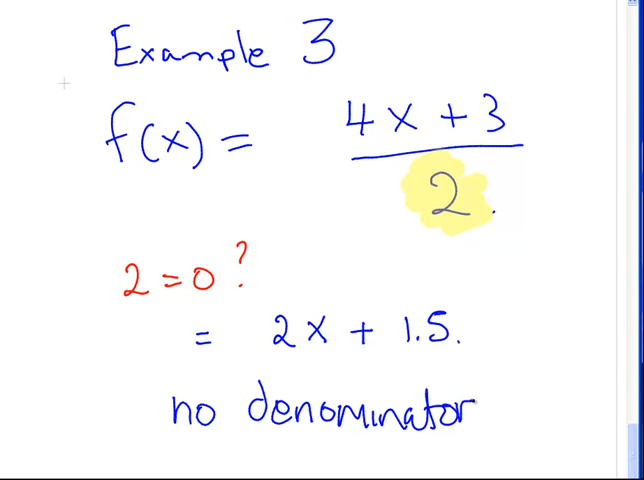 Example 3
f(x) = 4x + 3
2.
2 = 0 ?
= 2x + 1.5.
no denominator